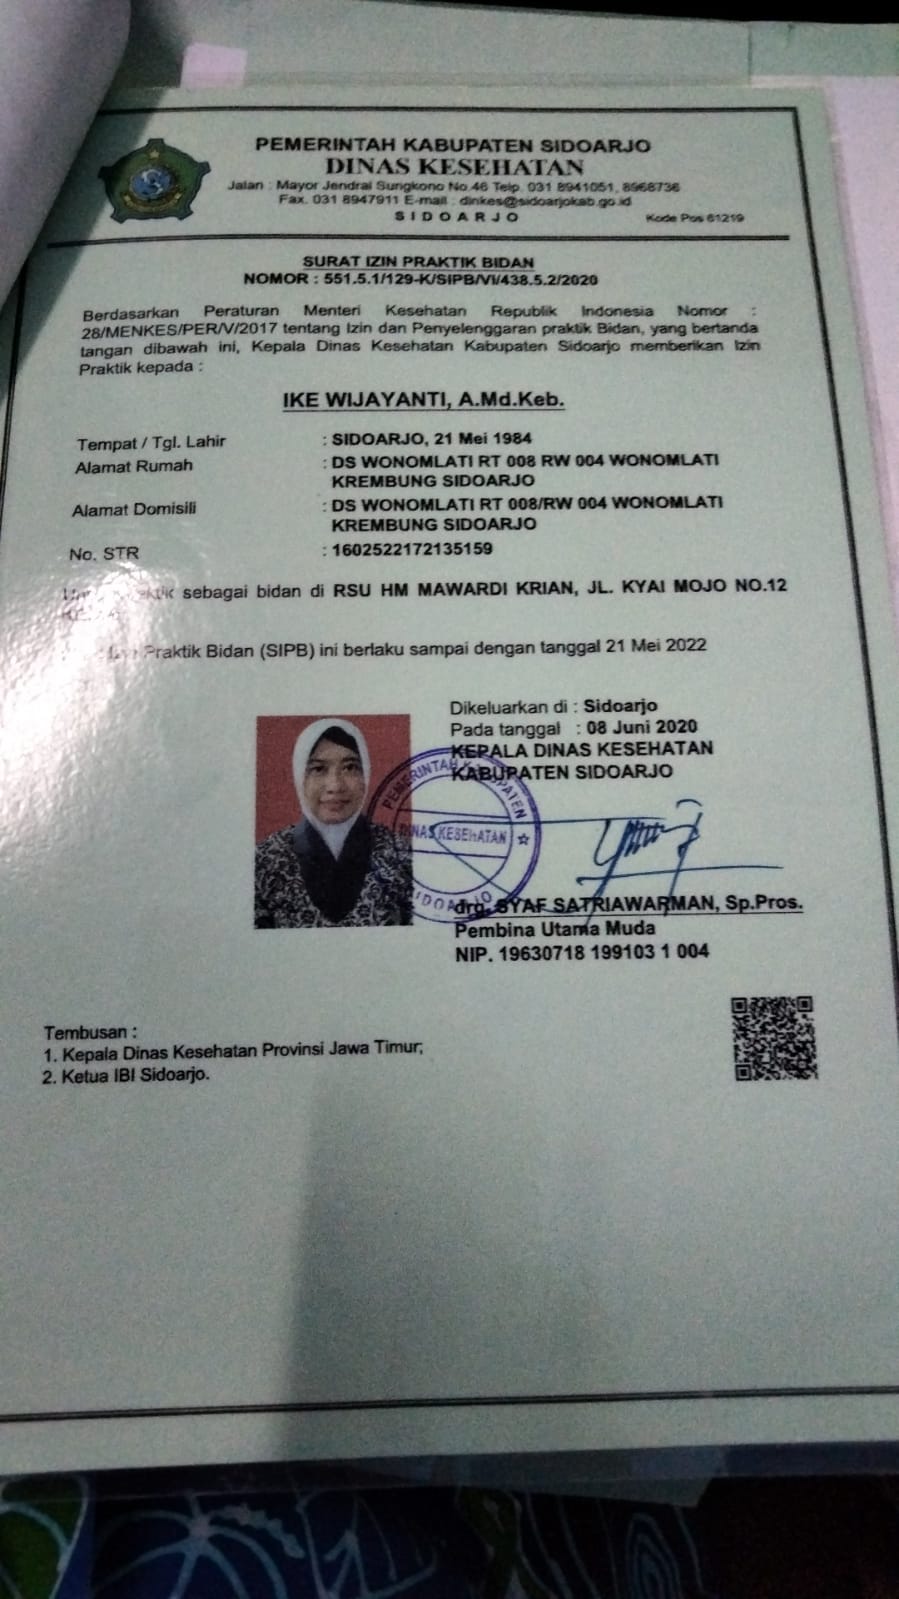 PEMERINTAH KABUPATEN SIDOARJO
DINAS KESEHATAN
Jalan : Mayor Jendral Sungkono No.46 Telp. 031 8941051, 8968736
Fax. 031 8947911 E-mail : dinkes@sidoarjokab.go.id
SIDOARJO
Kode Pos 61219
SURAT IZIN PRAKTIK BIDAN
NOMOR : 551.5.1/129-K/SIPB/VI/438.5.2/2020
Berdasarkan Peraturan Menteri Kesehatan Republik Indonesia Nomor :
28/MENKES/PER/V/2017 tentang Izin dan Penyelenggaran praktik Bidan, yang bertanda
tangan dibawah ini, Kepala Dinas Kesehatan Kabupaten Sidoarjo memberikan Izin
Praktik kepada :
IKE WIJAYANTI, A.Md.Keb.
Tempat / Tgl. Lahir : SIDOARJO, 21 Mei 1984
Alamat Rumah : DS WONOMLATI RT 008 RW 004 WONOMLATI
KREMBUNG SIDOARJO
Alamat Domisili : DS WONOMLATI RT 008/RW 004 WONOMLATI
KREMBUNG SIDOARJO
No. STR : 1602522172135159
sebagai bidan di RSU HM MAWARDI KRIAN, JL. KYAI MOJO NO.12
Praktik Bidan (SIPB) ini berlaku sampai dengan tanggal 21 Mei 2022
Dikeluarkan di : Sidoarjo
Pada tanggal : 08 Juni 2020
KEPALA DINAS KESEHATAN
KABUPATEN SIDOARJO
PEMERINTAH KABUPATEN
DINAS KESEHATAN
SIDOARJO
drg. SYAF SATRIAWARMAN, Sp.Pros.
Pembina Utama Muda
NIP. 19630718 199103 1 004
Tembusan :
1. Kepala Dinas Kesehatan Provinsi Jawa Timur;
2. Ketua IBI Sidoarjo.